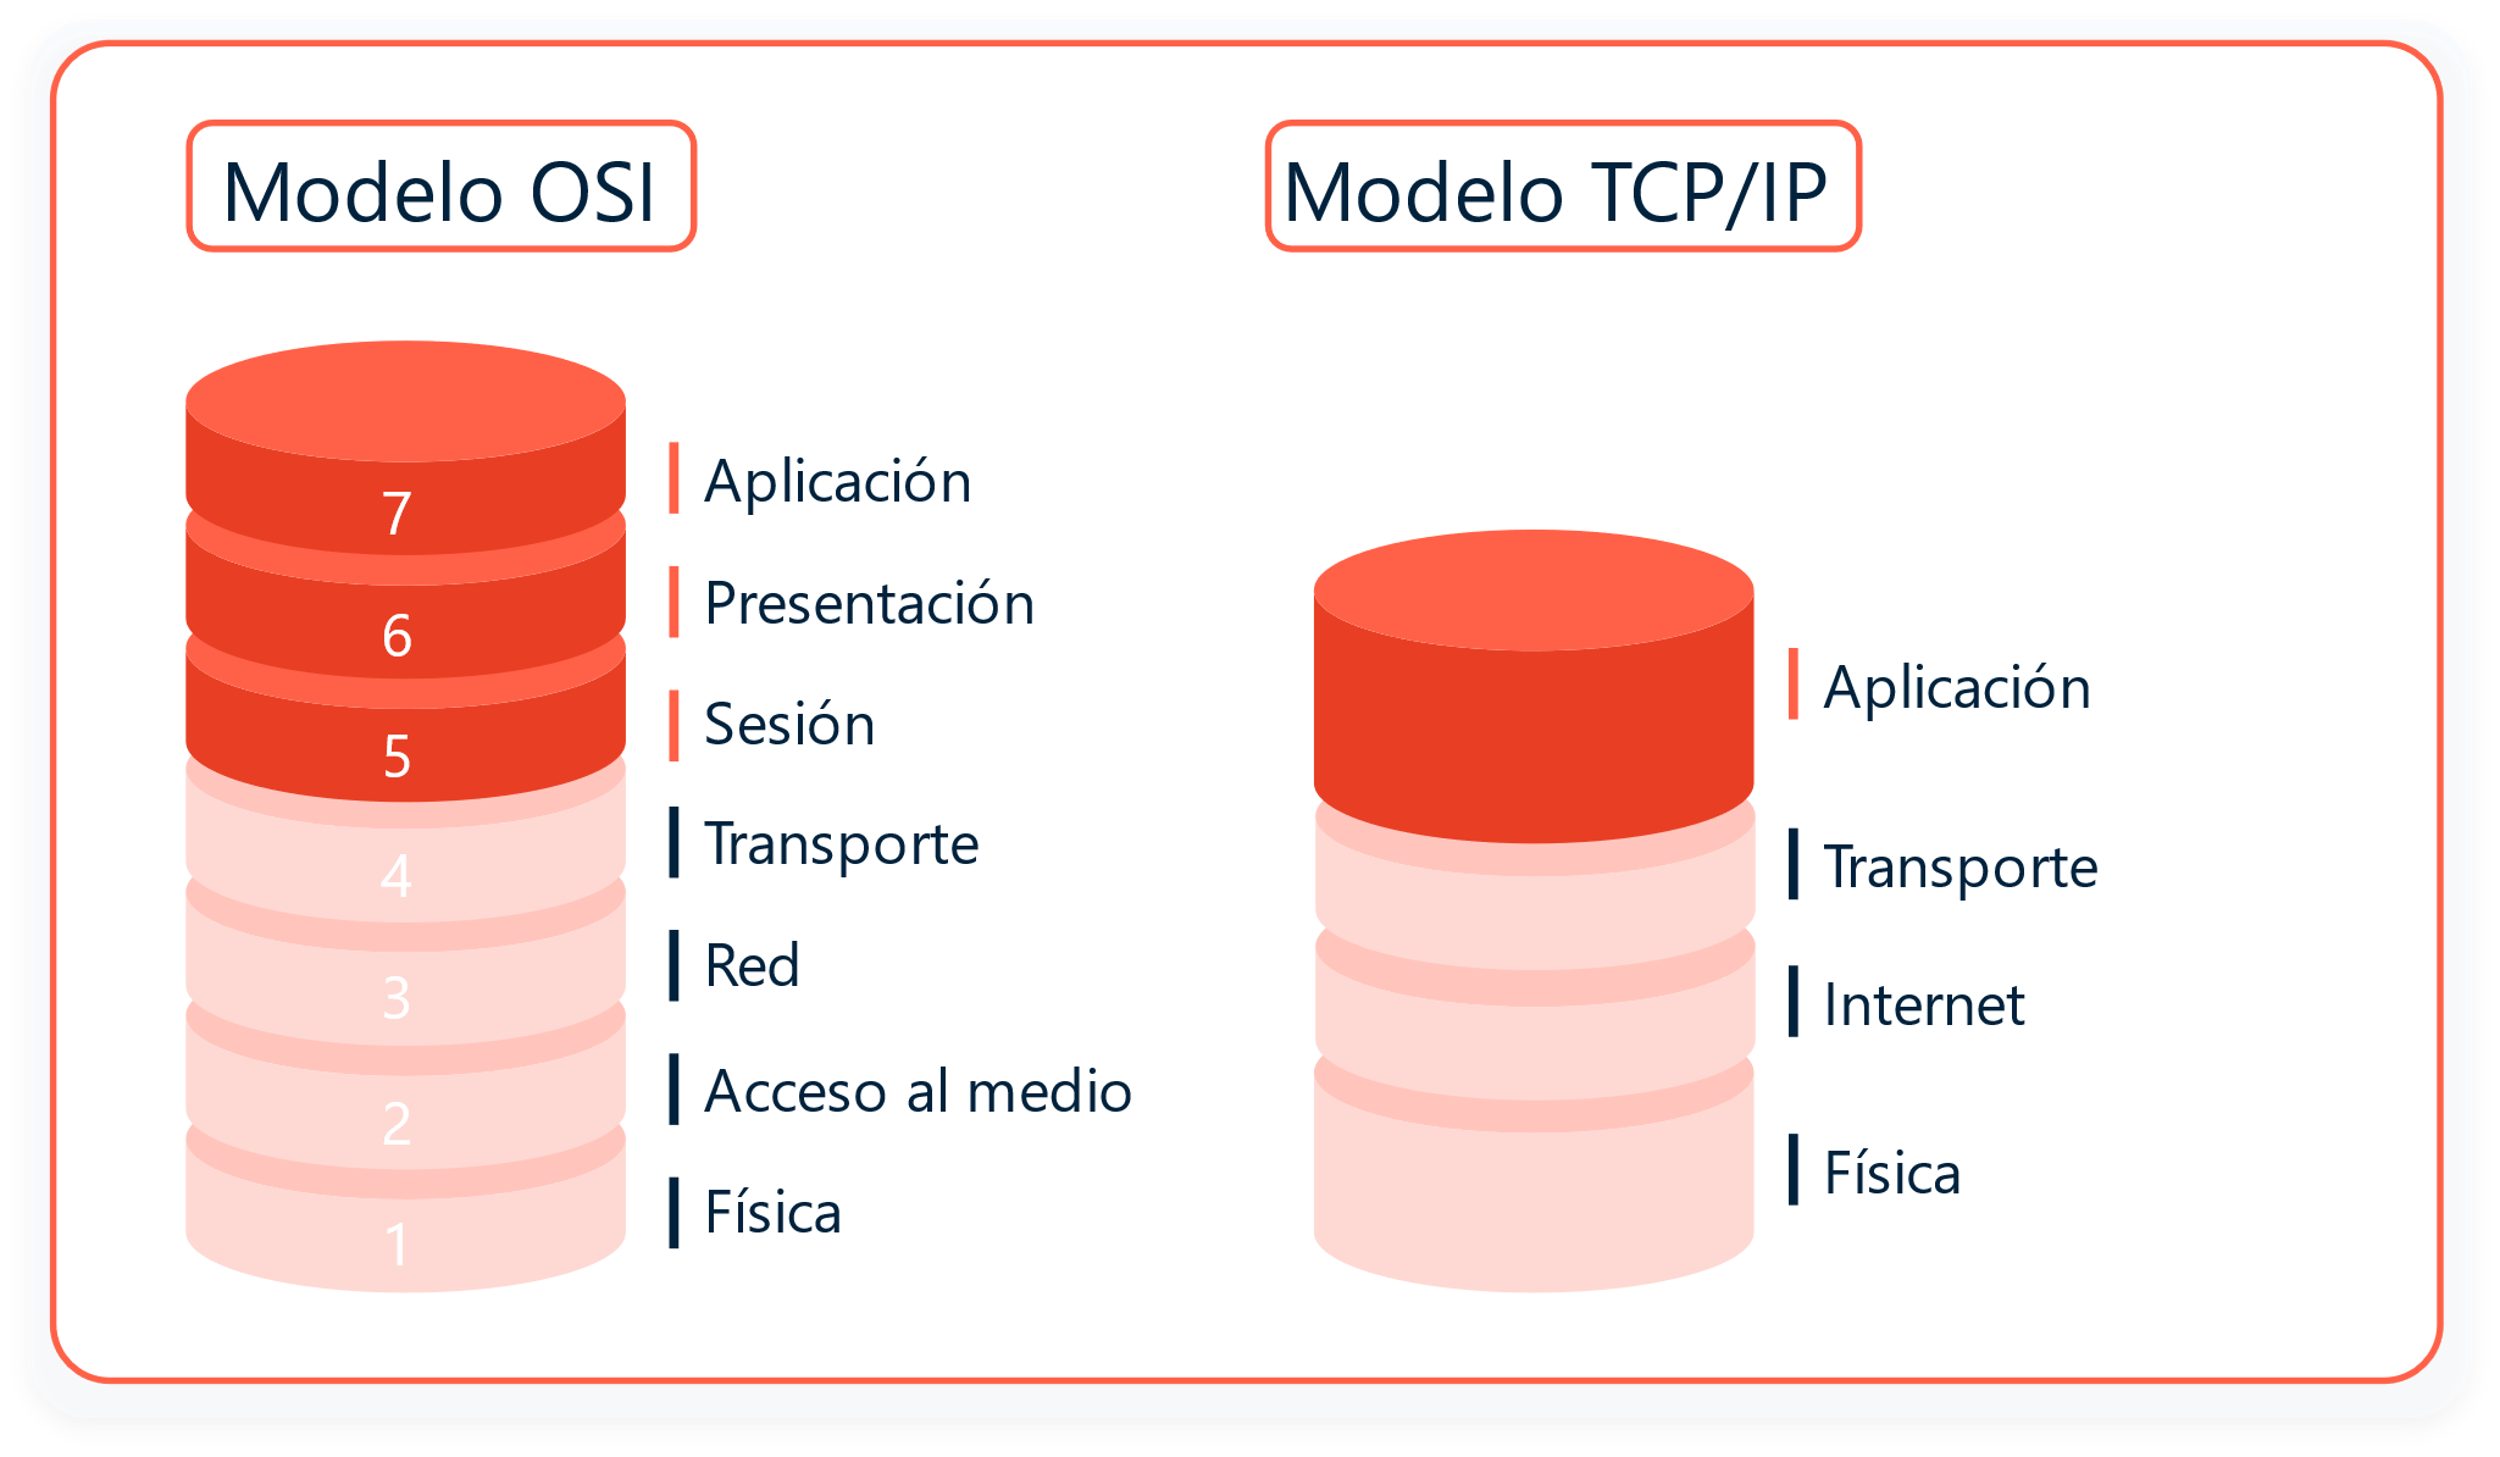 Modelo OSI
7
Aplicación
6
Presentación
5
Sesión
4
Transporte
3
Red
2
Acceso al medio
1
Física
Modelo TCP/IP
Aplicación
Transporte
Internet
Física